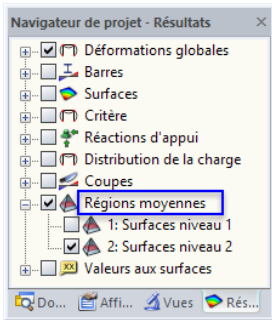 Navigateur de projet - Résultats
Déformations globales
Barres
Surfaces
Critère
Réactions d'appui
Distribution de la charge
Coupes
Régions moyennes
1: Surfaces niveau 1
2: Surfaces niveau 2
Valeurs aux surfaces
Do... Affi... Vues Rés...